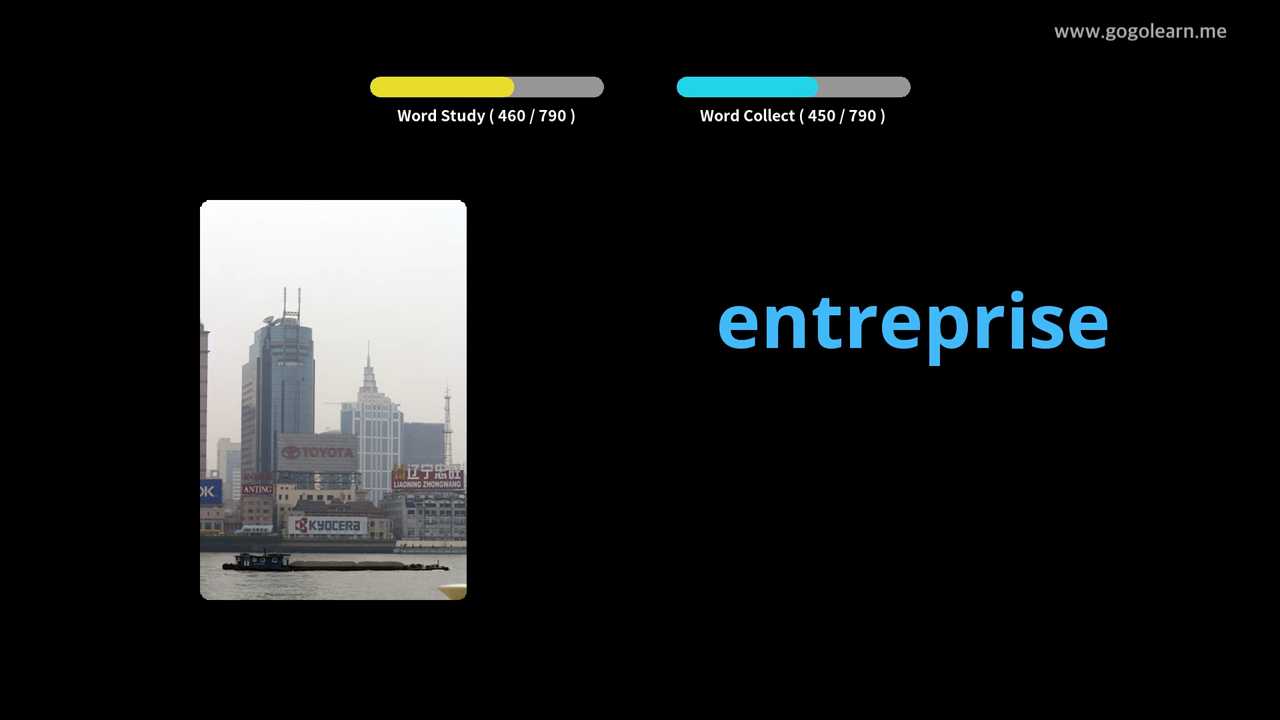 www.gogolearn.me
Word Study ( 460 / 790 )
Word Collect ( 450 / 790 )
entreprise
TOYOTA
辽宁忠旺
LIAONING ZHONGWANG
ANTING
KYOCERA